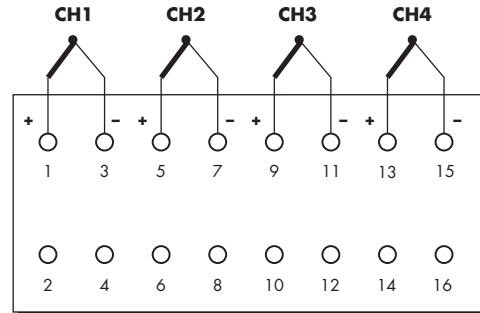 CH1 CH2 CH3 CH4
+ – + – + – + –
1 3 5 7 9 11 13 15
2 4 6 8 10 12 14 16